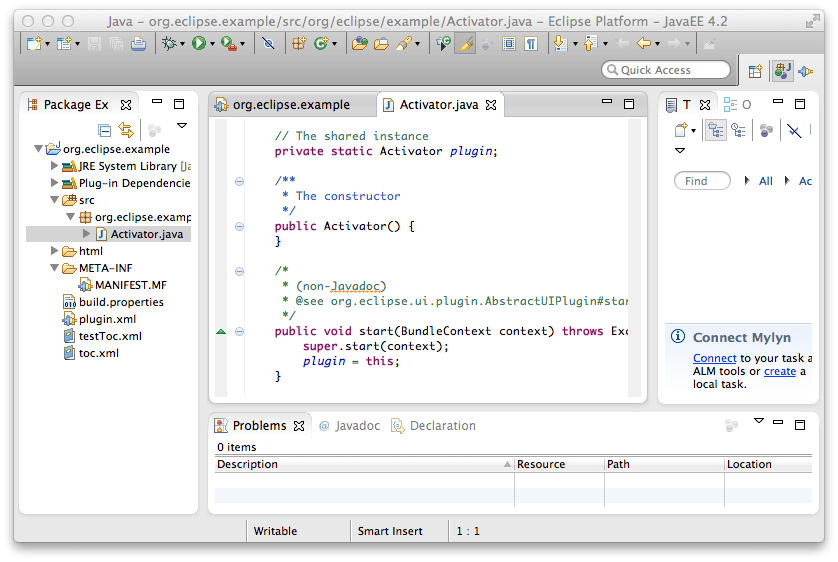 Java – org.eclipse.example/src/org/eclipse/example/Activator.java – Eclipse Platform – JavaEE 4.2
Quick Access
J
Package Ex
org.eclipse.example
JRE System Library [Ja
Plug-in Dependencie
src
org.eclipse.examp
Activator.java
html
META-INF
MANIFEST.MF
build.properties
plugin.xml
testToc.xml
toc.xml
org.eclipse.example
Activator.java
// The shared instance
private static Activator plugin;
/**
* The constructor
*/
public Activator() {
}
/*
* (non-Javadoc)
* @see org.eclipse.ui.plugin.AbstractUIPlugin#star
*/
public void start(BundleContext context) throws Exc
super.start(context);
plugin = this;
}
T
O
Find
All
Ac
Connect Mylyn
Connect to your task a
ALM tools or create a
local task.
Problems
@ Javadoc
Declaration
0 items
Description Resource Path Location
Writable Smart Insert 1 : 1